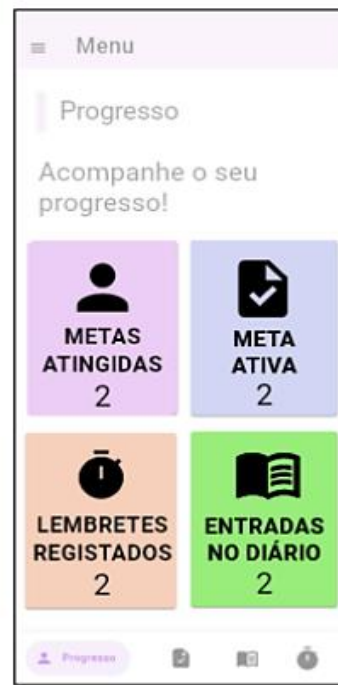 Menu
Progresso
Acompanhe o seu
progresso!
METAS
ATINGIDAS
2
META
ATIVA
2
LEMBRETES
REGISTADOS
2
ENTRADAS
NO DIÁRIO
2
Progresso